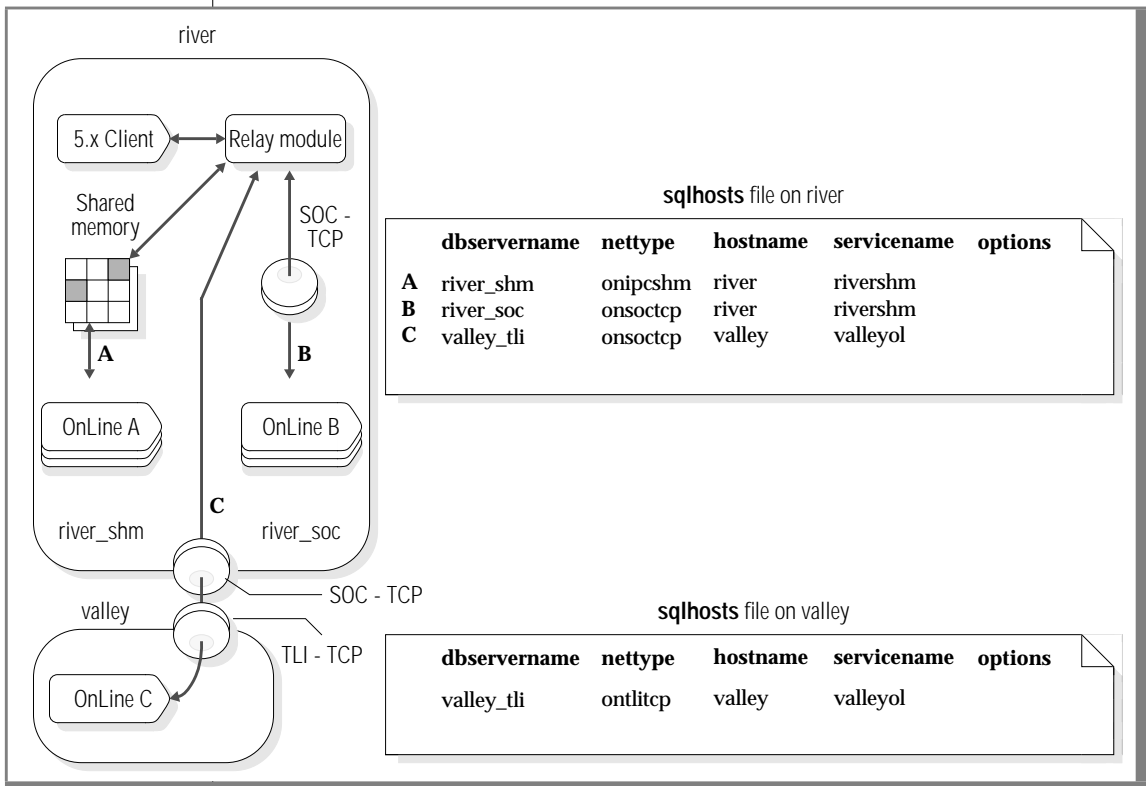 river
5.x Client
Relay module
Shared
memory
SOC -
TCP
A
B
OnLine A
OnLine B
C
river_shm
river_soc
SOC - TCP
valley
TLI - TCP
OnLine C
sqlhosts file on river
dbservername nettype hostname servicename options
A river_shm onipcshm river rivershm
B river_soc onsoctcp river rivershm
C valley_tli onsoctcp valley valleyol
sqlhosts file on valley
dbservername nettype hostname servicename options
valley_tli ontlitcp valley valleyol